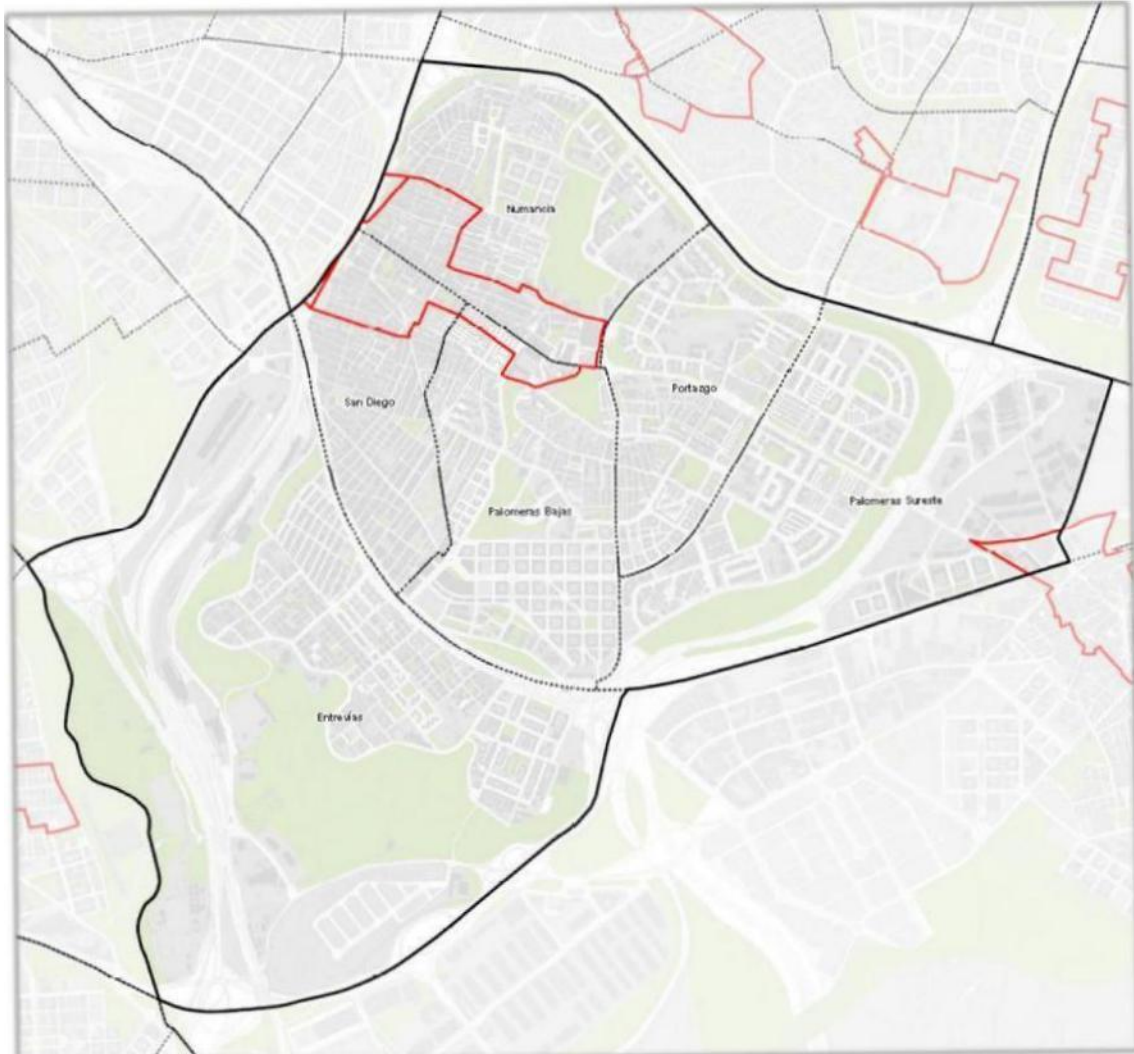 Numancia
Portazgo
San Diego
Palomeras Sureste
Palomeras Bajas
Entrevías